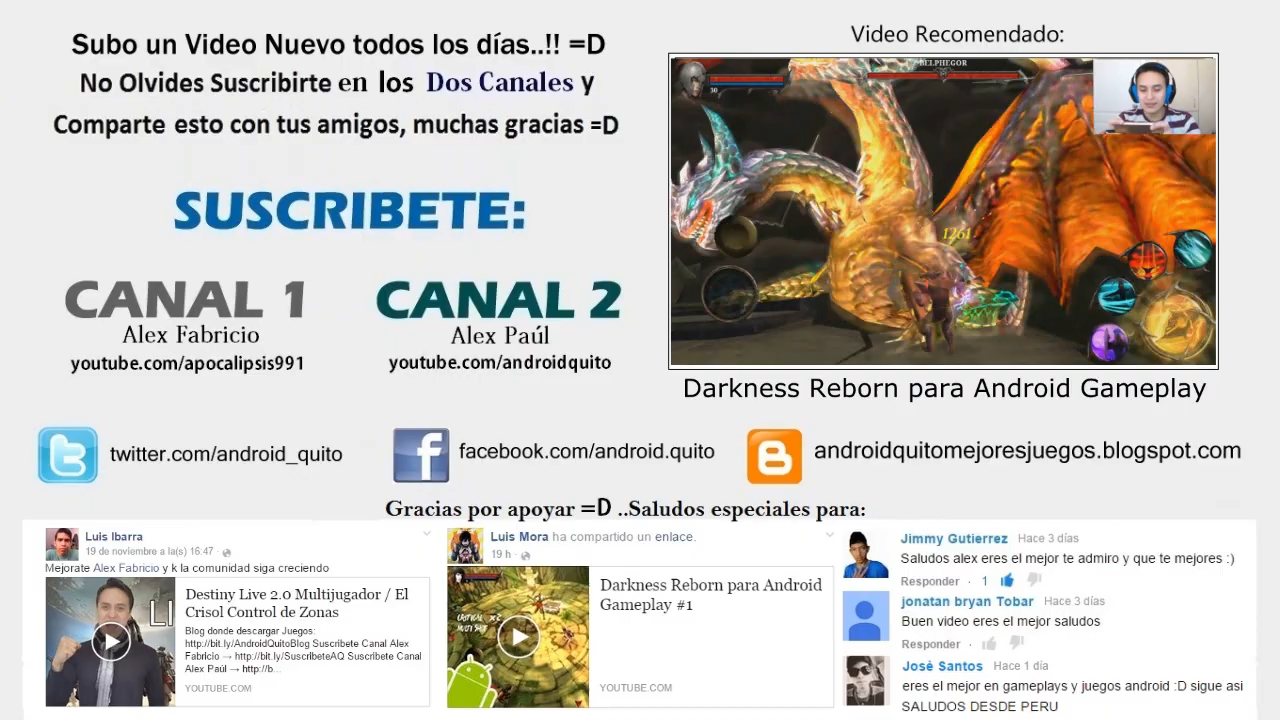 Subo un Video Nuevo todos los días..!! =D
No Olvides Suscribirte en los Dos Canales y
Comparte esto con tus amigos, muchas gracias =D
SUSCRIBETE:
CANAL 1
Alex Fabricio
youtube.com/apocalipsis991
CANAL 2
Alex Paúl
youtube.com/androidquito
Video Recomendado:
BELPHEGOR
30
1261
Darkness Reborn para Android Gameplay
twitter.com/android_quito
facebook.com/android.quito
androidquitomejoresjuegos.blogspot.com
Gracias por apoyar =D ..Saludos especiales para:
Luis Ibarra
19 de noviembre a la(s) 16:47 ·
Mejorate Alex Fabricio y k la comunidad siga creciendo
LI
Destiny Live 2.0 Multijugador / El
Crisol Control de Zonas
Blog donde descargar Juegos:
http://bit.ly/AndroidQuitoBlog Suscribete Canal Alex
Fabricio → http://bit.ly/SuscrIbeteAQ Suscribete Canal
Alex Paúl → http://b...
YOUTUBE.COM
Luis Mora ha compartido un enlace.
19 h ·
Darkness Reborn para Android
Gameplay #1
YOUTUBE.COM
Jimmy Gutierrez Hace 3 días
Saludos alex eres el mejor te admiro y que te mejores :)
Responder · 1
jonatan bryan Tobar Hace 3 días
Buen video eres el mejor saludos
Responder ·
José Santos Hace 1 día
eres el mejor en gameplays y juegos android :D sigue asi
SALUDOS DESDE PERU